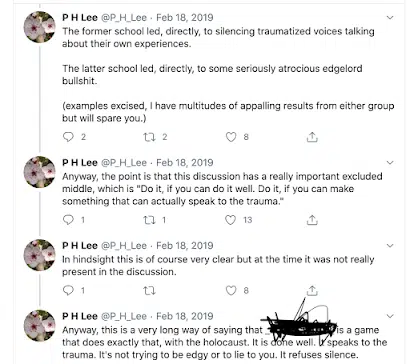 P H Lee @P_H_Lee · Feb 18, 2019
The former school led, directly, to silencing traumatized voices talking
about their own experiences.
The latter school led, directly, to some seriously atrocious edgelord
bullshit.
(examples excised, I have multitudes of appalling results from either group
but will spare you.)
2 2 8
P H Lee @P_H_Lee · Feb 18, 2019
Anyway, the point is that this discussion has a really important excluded
middle, which is "Do it, if you can do it well. Do it, if you can make
something that can actually speak to the trauma."
1 1 13
P H Lee @P_H_Lee · Feb 18, 2019
In hindsight this is of course very clear but at the time it was not really
present in the discussion.
1 8
P H Lee @P_H_Lee · Feb 18, 2019
Anyway, this is a very long way of saying that is a game
that does exactly that, with the holocaust. It is done well. It speaks to the
trauma. It's not trying to be edgy or to lie to you. It refuses silence.